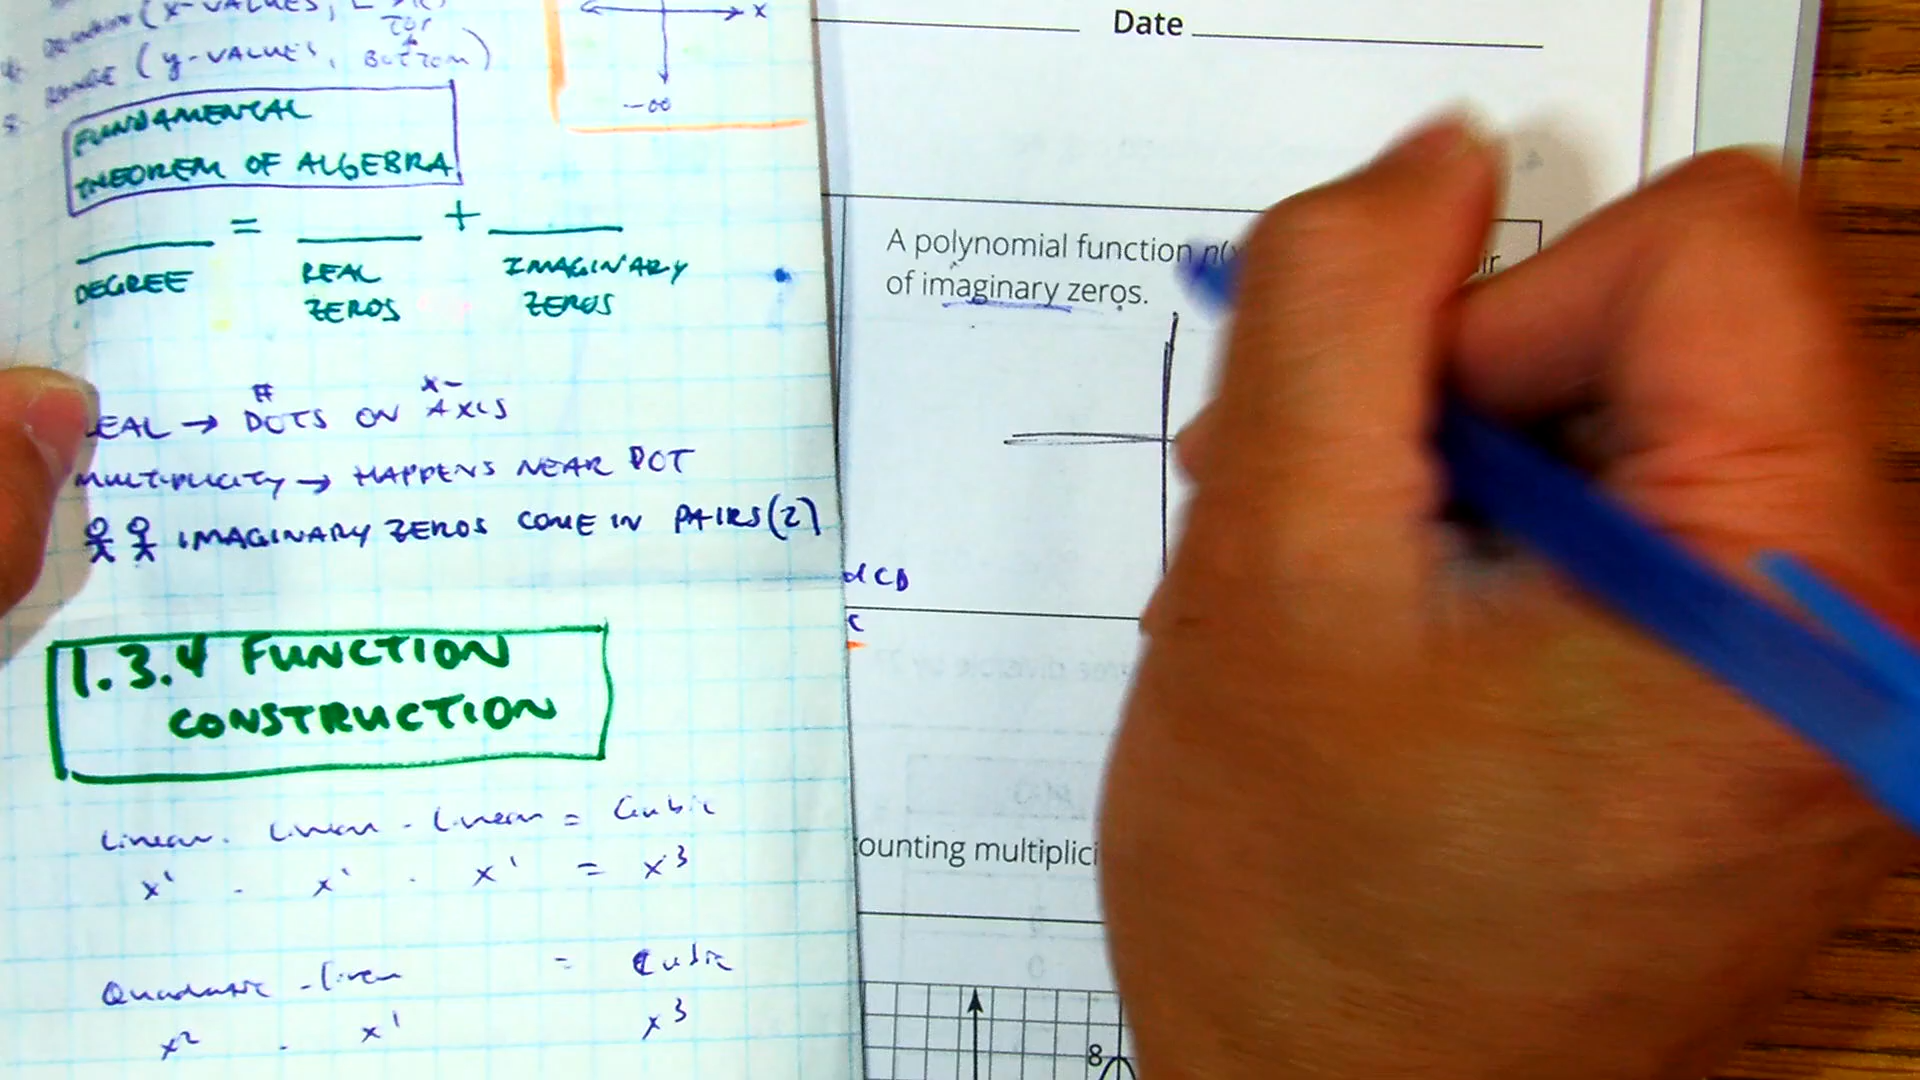 (X-VALUES,
TOP
RANGE (y-VALUES, BOTTOM)
-∞
x
FUNDAMENTAL
THEOREM OF ALGEBRA
= +
DEGREE REAL ZEROS IMAGINARY ZEROS
EAL → # DOTS ON X-AXIS
MULTIPLICITY → HAPPENS NEAR DOT
IMAGINARY ZEROS COME IN PAIRS (2)
1.3.4 FUNCTION
CONSTRUCTION
Linear · Linear · Linear = Cubic
x¹ · x¹ · x¹ = x³
Quadratic · linear = Cubic
x² · x¹ x³
Date
A polynomial function n(
ir
of imaginary zeros.
C
ounting multiplici
8